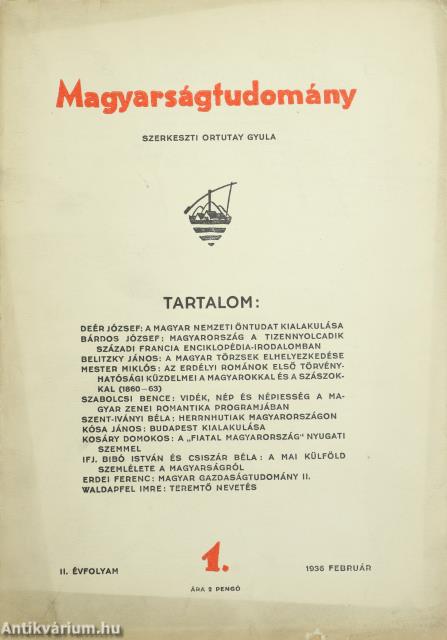 Magyarságtudomány
SZERKESZTI ORTUTAY GYULA
TARTALOM:
DEÉR JÓZSEF: A MAGYAR NEMZETI ÖNTUDAT KIALAKULÁSA
BÁRDOS JÓZSEF: MAGYARORSZÁG A TIZENNYOLCADIK
SZÁZADI FRANCIA ENCIKLOPÉDIA-IRODALOMBAN
BELITZKY JÁNOS: A MAGYAR TÖRZSEK ELHELYEZKEDÉSE
MESTER MIKLÓS: AZ ERDÉLYI ROMÁNOK ELSŐ TÖRVÉNY-
HATÓSÁGI KÜZDELMEI A MAGYAROKKAL ÉS A SZÁSZOK-
KAL (1860–63)
SZABOLCSI BENCE: VIDÉK, NÉP ÉS NÉPIESSÉG A MA-
GYAR ZENEI ROMANTIKA PROGRAMJÁBAN
SZENT-IVÁNYI BÉLA: HERRNHUTIAK MAGYARORSZÁGON
KÓSA JÁNOS: BUDAPEST KIALAKULÁSA
KOSÁRY DOMOKOS: A „FIATAL MAGYARORSZÁG" NYUGATI
SZEMMEL
IFJ. BIBÓ ISTVÁN ÉS CSISZÁR BÉLA: A MAI KÜLFÖLD
SZEMLÉLETE A MAGYARSÁGRÓL
ERDEI FERENC: MAGYAR GAZDASÁGTUDOMÁNY II.
WALDAPFEL IMRE: TEREMTŐ NEVETÉS
II. ÉVFOLYAM 1. 1936 FEBRUÁR
ÁRA 2 PENGŐ
Antikvárium.hu